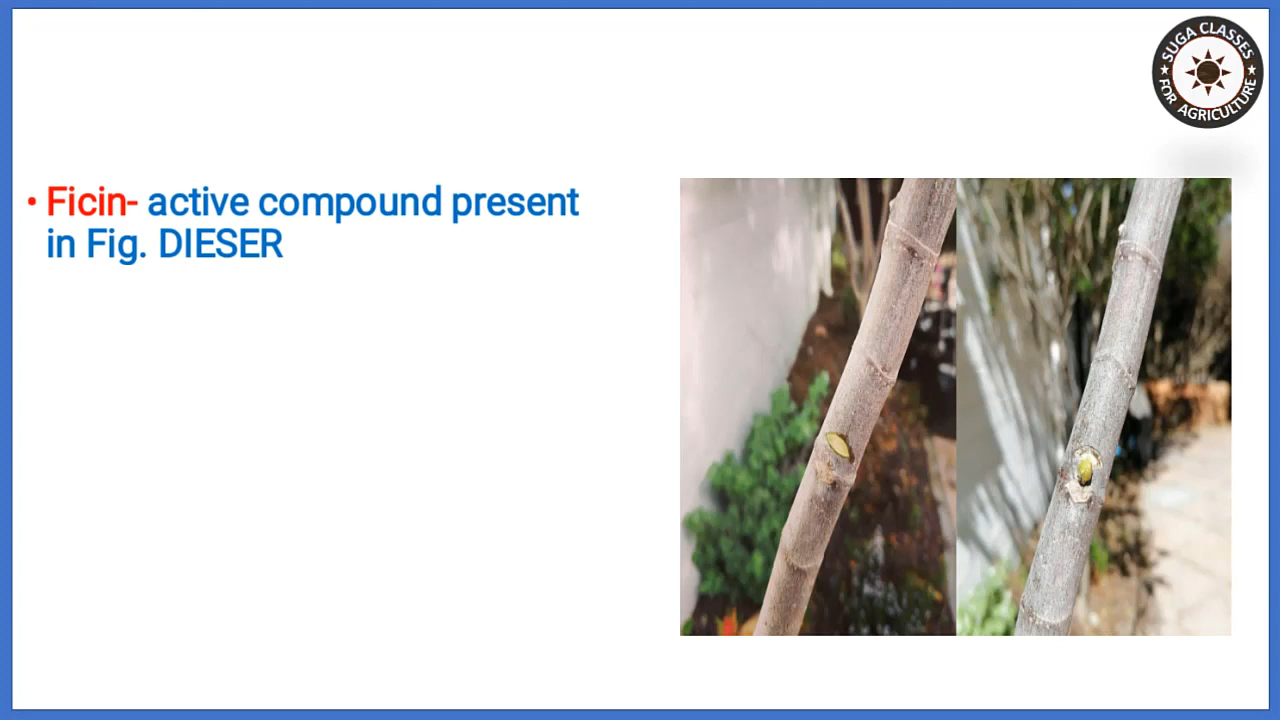 SUGA CLASSES
★ FOR AGRICULTURE ★
• Ficin- active compound present
in Fig. DIESER